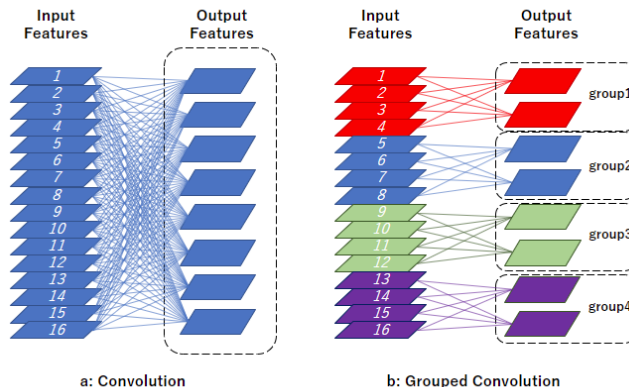 Input
Features
Output
Features
1
2
3
4
5
6
7
8
9
10
11
12
13
14
15
16
a: Convolution
Input
Features
Output
Features
1
2
3
4
5
6
7
8
9
10
11
12
13
14
15
16
group1
group2
group3
group4
b: Grouped Convolution